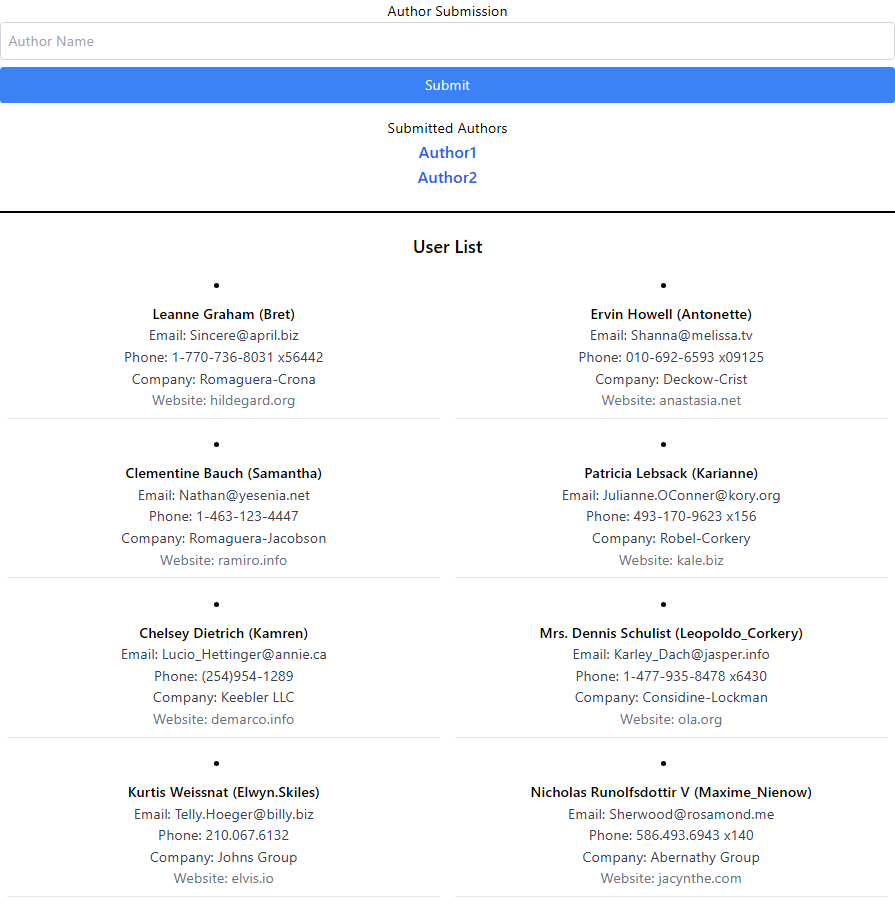 Author Submission
Author Name
Submit
Submitted Authors
Author1
Author2
User List
Leanne Graham (Bret)
Email: Sincere@april.biz
Phone: 1-770-736-8031 x56442
Company: Romaguera-Crona
Website: hildegard.org
Ervin Howell (Antonette)
Email: Shanna@melissa.tv
Phone: 010-692-6593 x09125
Company: Deckow-Crist
Website: anastasia.net
Clementine Bauch (Samantha)
Email: Nathan@yesenia.net
Phone: 1-463-123-4447
Company: Romaguera-Jacobson
Website: ramiro.info
Patricia Lebsack (Karianne)
Email: Julianne.OConner@kory.org
Phone: 493-170-9623 x156
Company: Robel-Corkery
Website: kale.biz
Chelsey Dietrich (Kamren)
Email: Lucio_Hettinger@annie.ca
Phone: (254)954-1289
Company: Keebler LLC
Website: demarco.info
Mrs. Dennis Schulist (Leopoldo_Corkery)
Email: Karley_Dach@jasper.info
Phone: 1-477-935-8478 x6430
Company: Considine-Lockman
Website: ola.org
Kurtis Weissnat (Elwyn.Skiles)
Email: Telly.Hoeger@billy.biz
Phone: 210.067.6132
Company: Johns Group
Website: elvis.io
Nicholas Runolfsdottir V (Maxime_Nienow)
Email: Sherwood@rosamond.me
Phone: 586.493.6943 x140
Company: Abernathy Group
Website: jacynthe.com